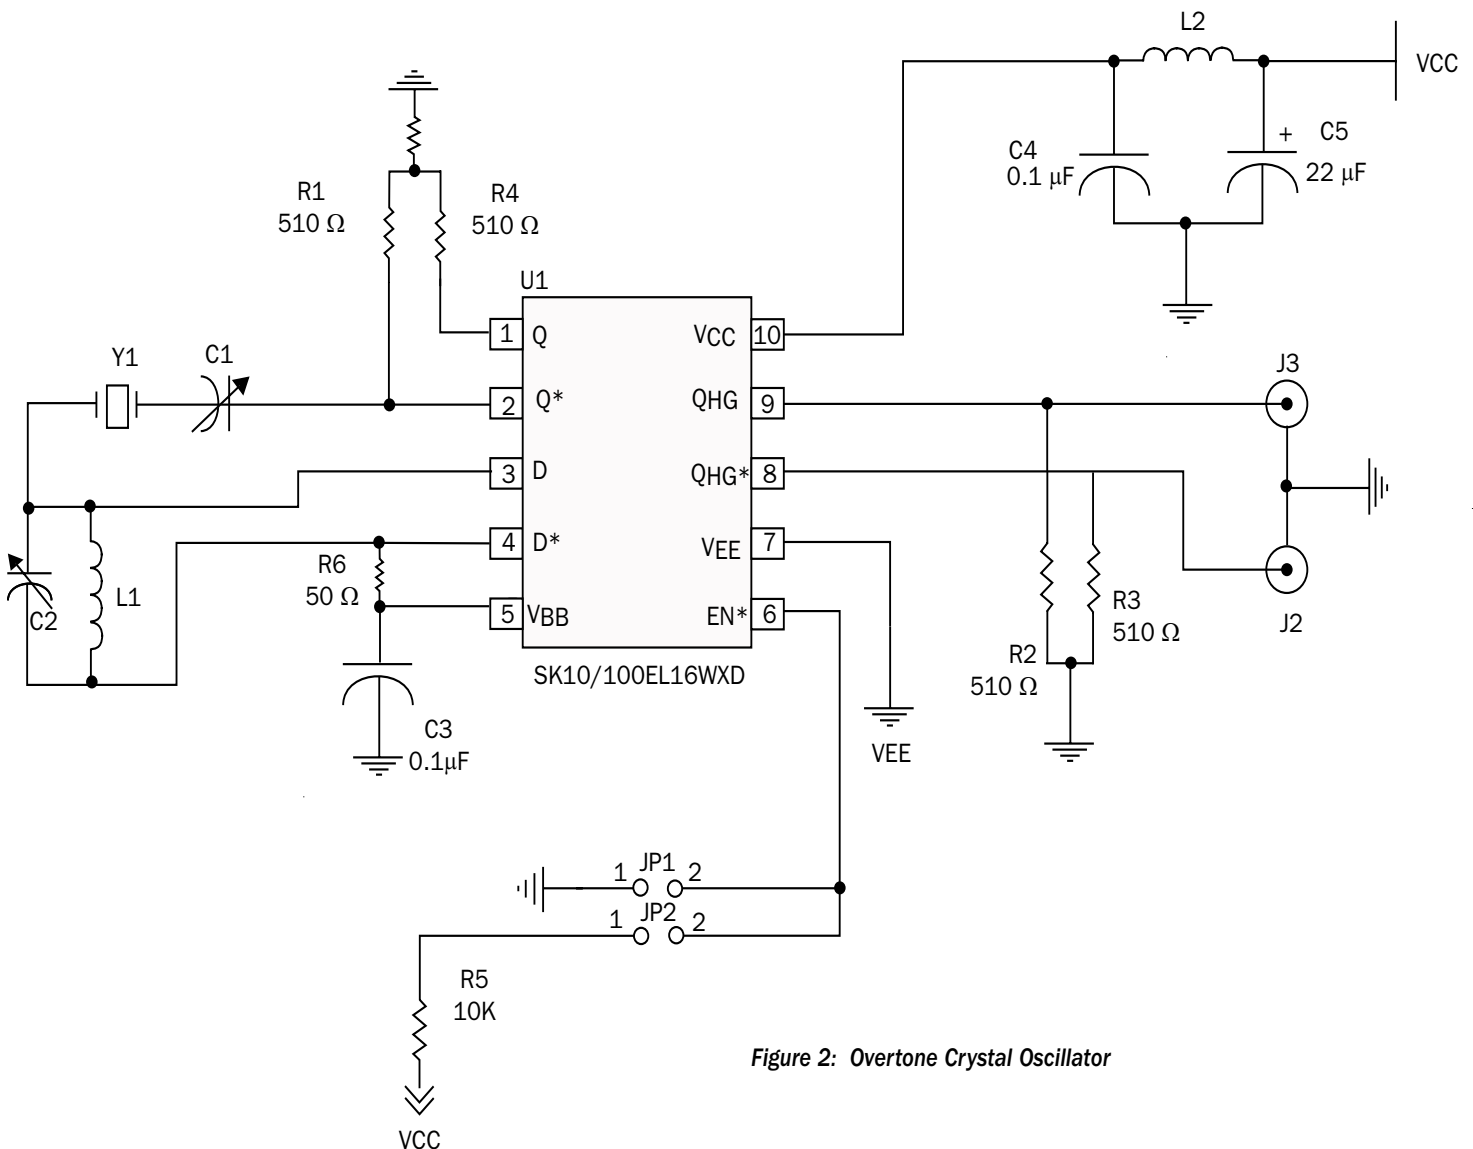 L2
VCC
C4
0.1 µF
+ C5
22 µF
R1
510 Ω
R4
510 Ω
U1
1 Q
2 Q*
3 D
4 D*
5 VBB
VCC 10
QHG 9
QHG* 8
VEE 7
EN* 6
SK10/100EL16WXD
Y1
C1
C2
L1
R6
50 Ω
C3
0.1µF
J3
J2
R3
510 Ω
R2
510 Ω
VEE
1 JP1 2
1 JP2 2
R5
10K
VCC
Figure 2: Overtone Crystal Oscillator